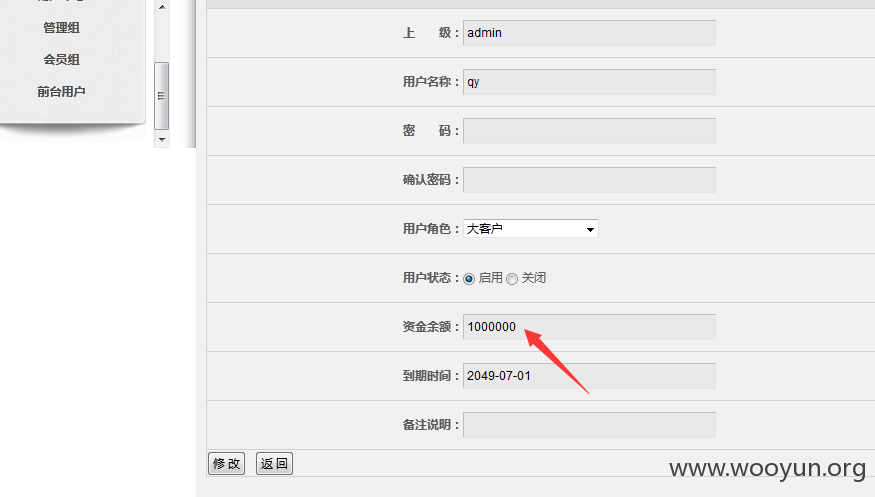 管理组
会员组
前台用户
上 级：admin
用户名称：qy
密 码：
确认密码：
用户角色：大客户
用户状态：启用 关闭
资金余额：1000000
到期时间：2049-07-01
备注说明：
修改 返回
www.wooyun.org